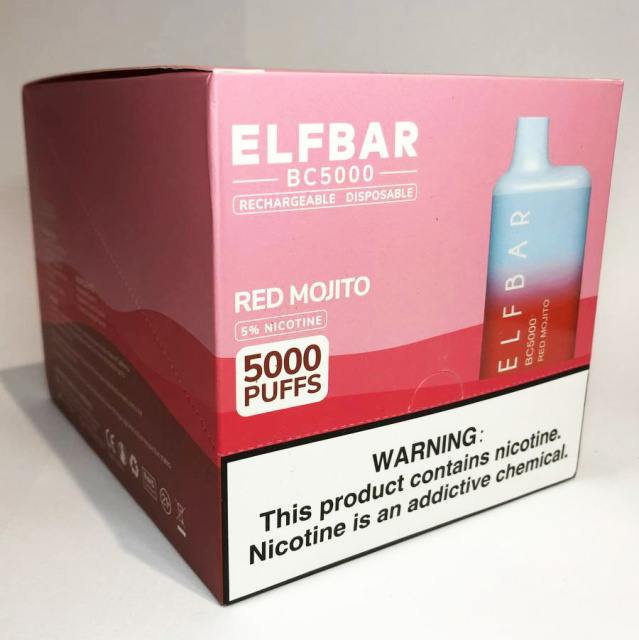 ELFBAR
BC5000
RECHARGEABLE DISPOSABLE
RED MOJITO
5% NICOTINE
5000
PUFFS
ELFBAR
BC5000
RED MOJITO
WARNING:
This product contains nicotine.
Nicotine is an addictive chemical.